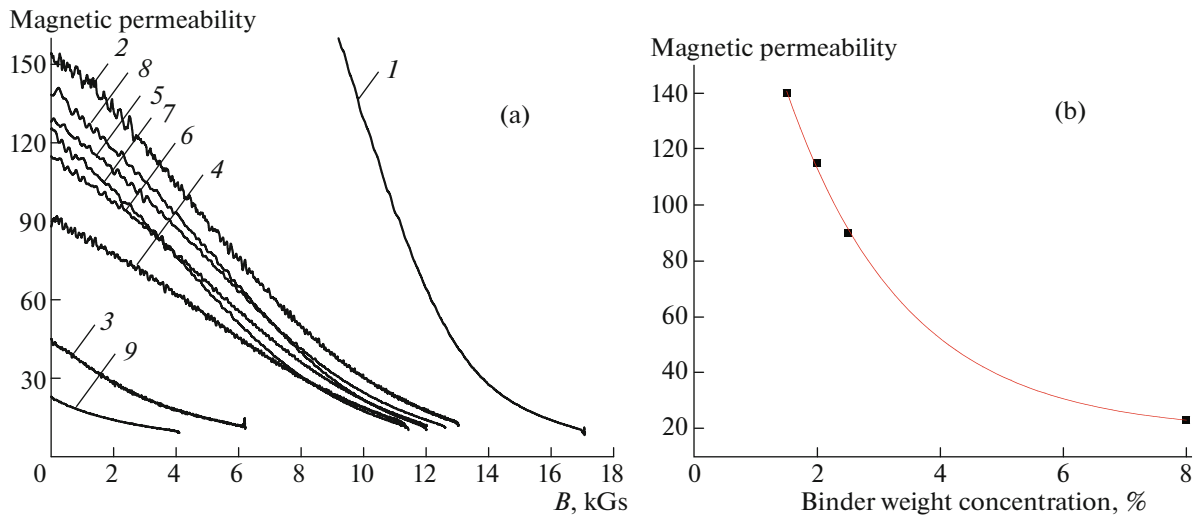 Magnetic permeability
150
120
90
60
30
0 2 4 6 8 10 12 14 16 18
B, kGs
1
2
8
5
7
6
4
3
9
(a)
Magnetic permeability
140
120
100
80
60
40
20
0 2 4 6 8
Binder weight concentration, %
(b)